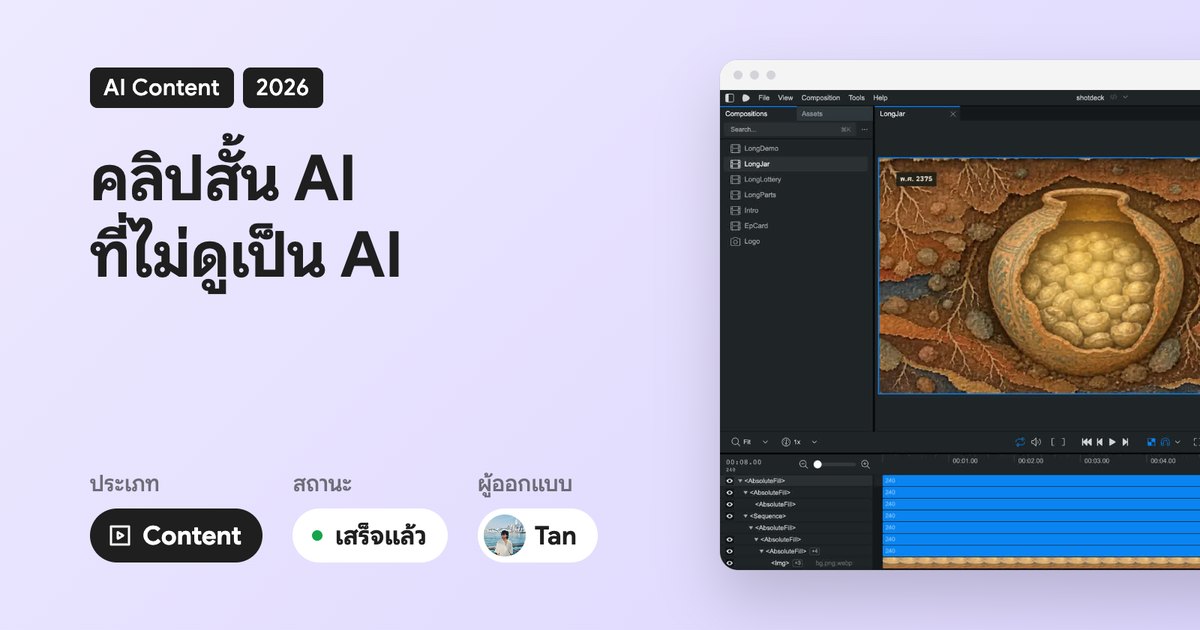 AI Content
2026
คลิปสั้น AI
ที่ไม่ดูเป็น AI
ประเภท
Content
สถานะ
เสร็จแล้ว
ผู้ออกแบบ
Tan
File View Composition Tools Help
shotdeck
Compositions
Assets
LongJar
Search...
⌘K
LongDemo
LongJar
LongLottery
LongParts
Intro
EpCard
Logo
พ.ศ. 2375
Fit
1x
00:08.00
240
00:01.00 00:02.00 00:03.00 00:04.00
<AbsoluteFill>
240
<AbsoluteFill>
240
<AbsoluteFill>
240
<Sequence>
240
<AbsoluteFill>
240
<AbsoluteFill>
240
<AbsoluteFill> +4
240
<Img> +3 bg.png.webp